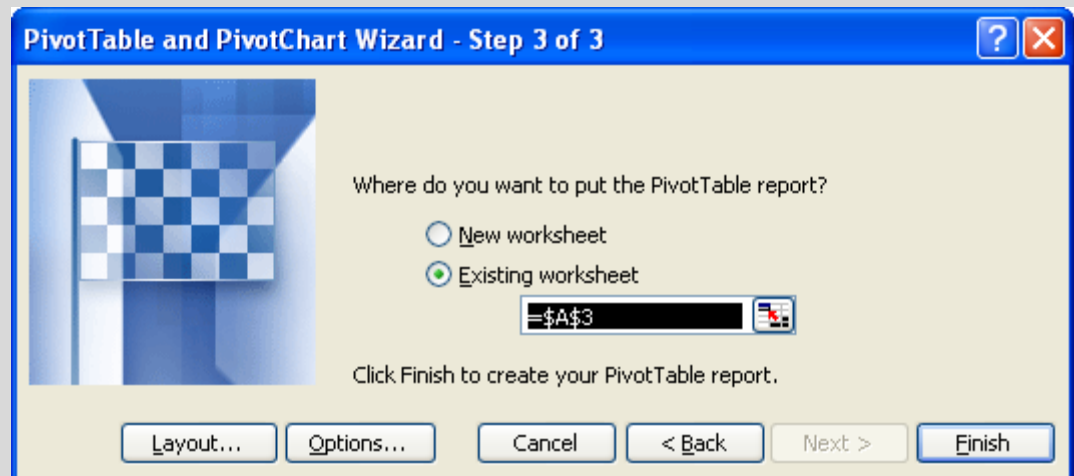 PivotTable and PivotChart Wizard - Step 3 of 3
?
Where do you want to put the PivotTable report?
New worksheet
Existing worksheet
=$A$3
Click Finish to create your PivotTable report.
Layout... Options... Cancel < Back Next > Finish